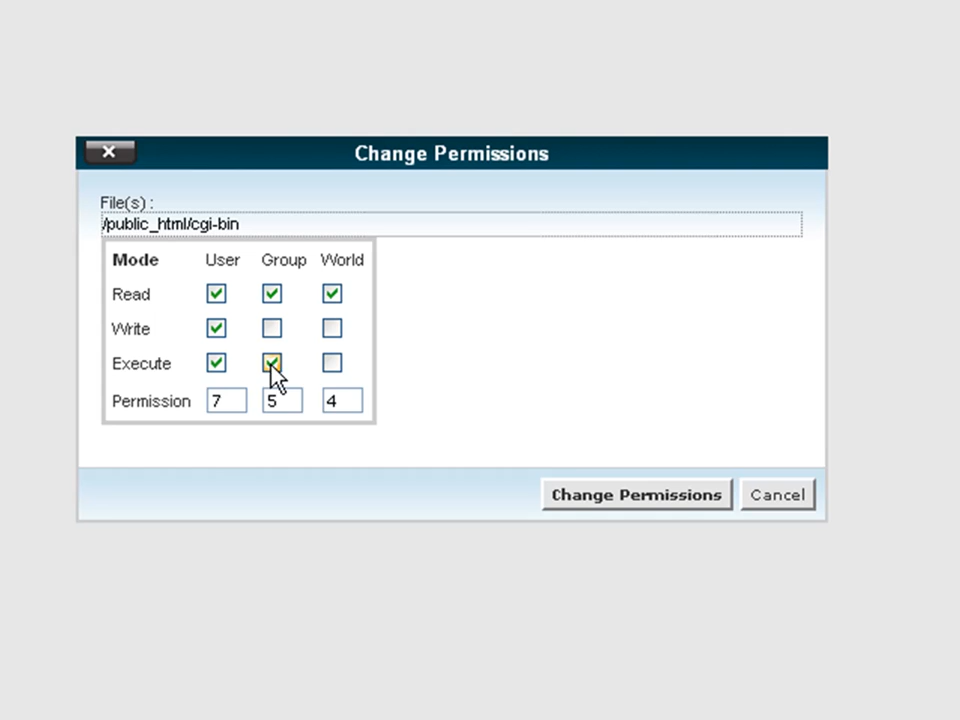 Change Permissions
File(s) :
/public_html/cgi-bin
Mode User Group World
Read
Write
Execute
Permission 7 5 4
Change Permissions Cancel